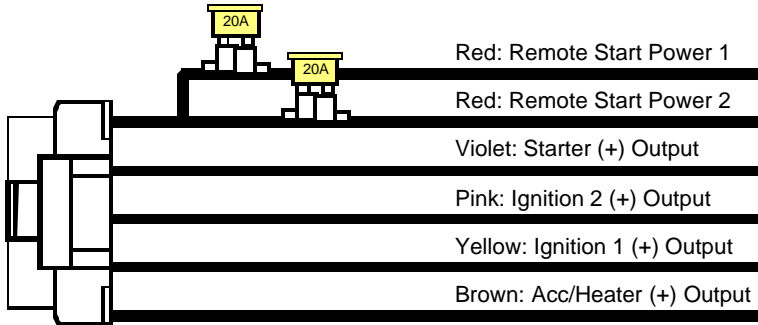 20A
Red: Remote Start Power 1
20A
Red: Remote Start Power 2
Violet: Starter (+) Output
Pink: Ignition 2 (+) Output
Yellow: Ignition 1 (+) Output
Brown: Acc/Heater (+) Output